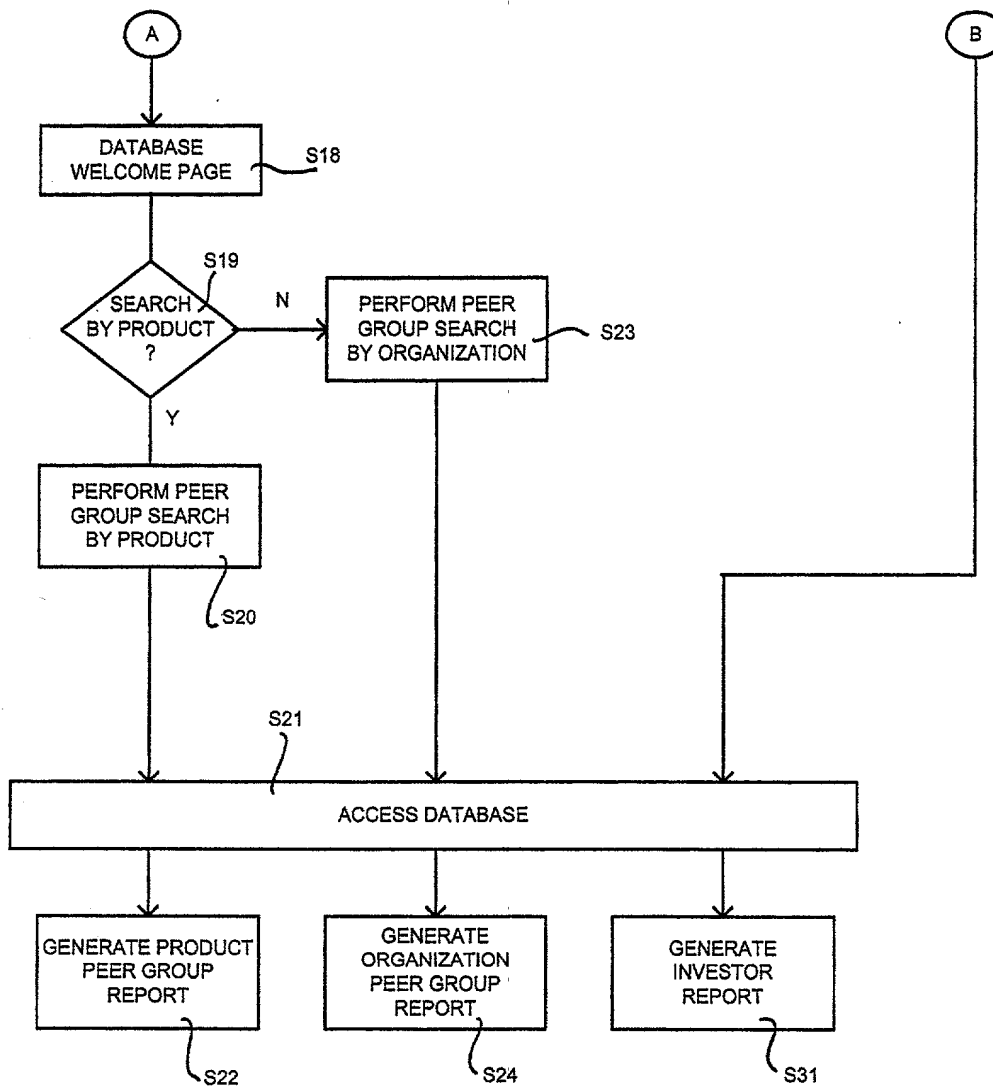 A
B
DATABASE
WELCOME PAGE
S18
S19
SEARCH
BY PRODUCT
?
N
Y
PERFORM PEER
GROUP SEARCH
BY ORGANIZATION
S23
PERFORM PEER
GROUP SEARCH
BY PRODUCT
S20
S21
ACCESS DATABASE
GENERATE PRODUCT
PEER GROUP
REPORT
S22
GENERATE
ORGANIZATION
PEER GROUP
REPORT
S24
GENERATE
INVESTOR
REPORT
S31